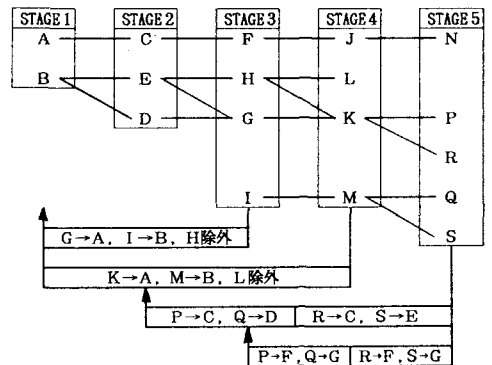 STAGE 1 STAGE 2 STAGE 3 STAGE 4 STAGE 5
A C F J N
B E H L
D G K P
R
I M Q
S
G→A, I→B, H除外
K→A, M→B, L除外
P→C, Q→D R→C, S→E
P→F, Q→G R→F, S→G